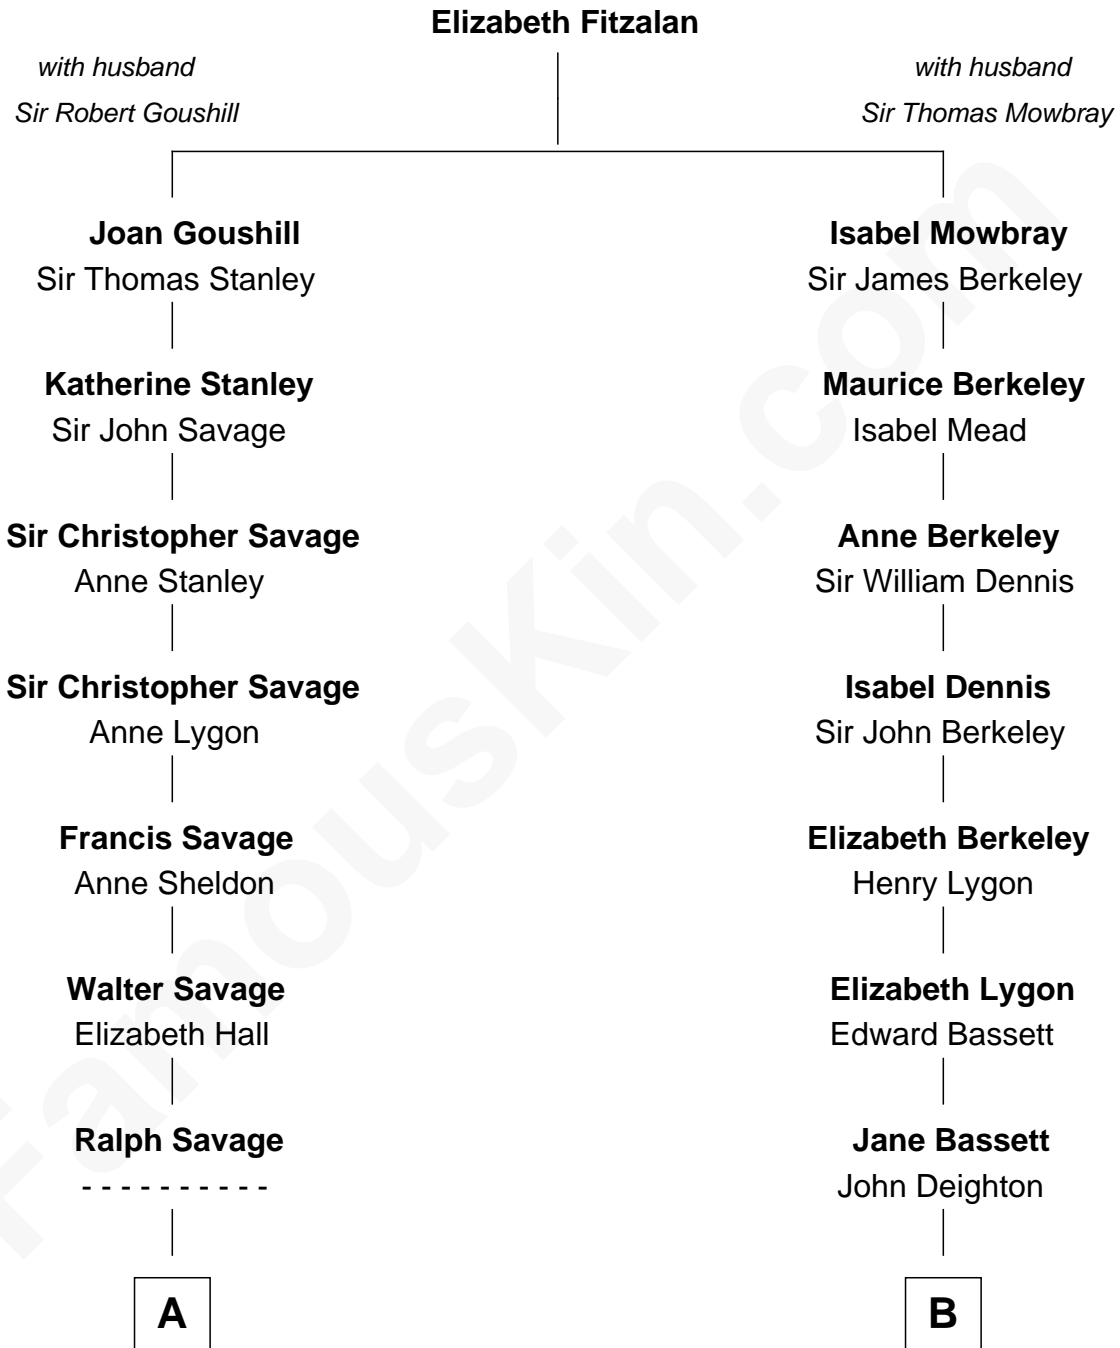 Elizabeth Fitzalan
with husband
Sir Robert Goushill
with husband
Sir Thomas Mowbray
Joan Goushill
Sir Thomas Stanley
Isabel Mowbray
Sir James Berkeley
Katherine Stanley
Sir John Savage
Maurice Berkeley
Isabel Mead
Sir Christopher Savage
Anne Stanley
Anne Berkeley
Sir William Dennis
Sir Christopher Savage
Anne Lygon
Isabel Dennis
Sir John Berkeley
Francis Savage
Anne Sheldon
Elizabeth Berkeley
Henry Lygon
Walter Savage
Elizabeth Hall
Elizabeth Lygon
Edward Bassett
Ralph Savage
- - - - - - - - - -
Jane Bassett
John Deighton
A
B
FamousKin.com